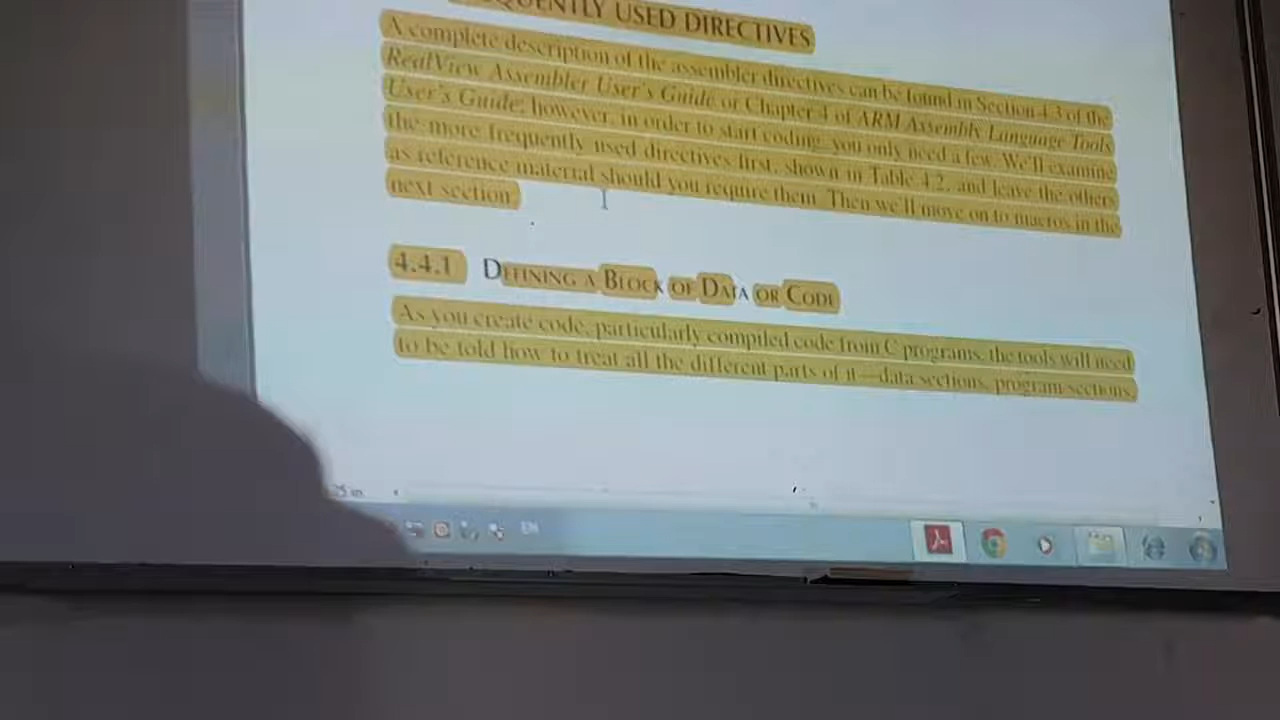 QUENTLY USED DIRECTIVES
A complete description of the assembler directives can be found in Section 4.3 of the
RealView Assembler User's Guide or Chapter 4 of ARM Assembly Language Tools
User's Guide; however, in order to start coding, you only need a few. We'll examine
the more frequently used directives first, shown in Table 4.2, and leave the others
as reference material should you require them. Then we'll move on to macros in the
next section.
4.4.1 DEFINING A BLOCK OF DATA OR CODE
As you create code, particularly compiled code from C programs, the tools will need
to be told how to treat all the different parts of it—data sections, program sections,
EN